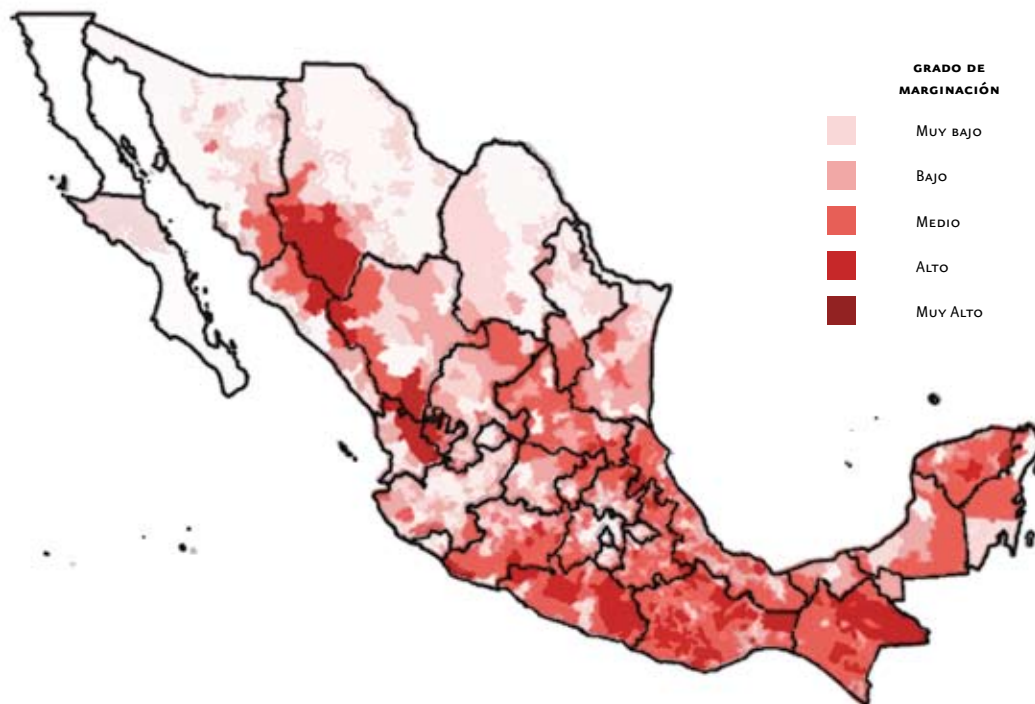 GRADO DE
MARGINACIÓN
MUY BAJO
BAJO
MEDIO
ALTO
MUY ALTO